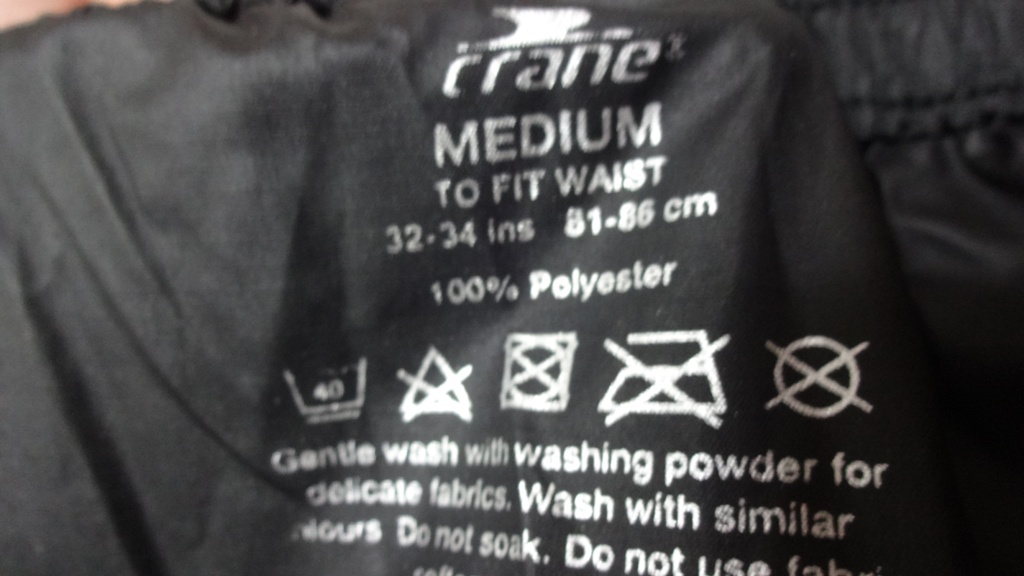 crane
MEDIUM
TO FIT WAIST
32-34 ins 81-86 cm
100% Polyester
40
Gentle wash with washing powder for
delicate fabrics. Wash with similar
Do not soak. Do not use